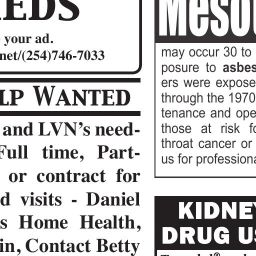 EEDS
your ad.
net/(254)746-7033
LP WANTED
and LVN's need-
Full time, Part-
or contract for
d visits - Daniel
s Home Health,
in, Contact Betty
Meso
may occur 30 to
posure to asbes
ers were expose
through the 1970
tenance and ope
those at risk f
throat cancer or
us for professiona
KIDNEY
DRUG US